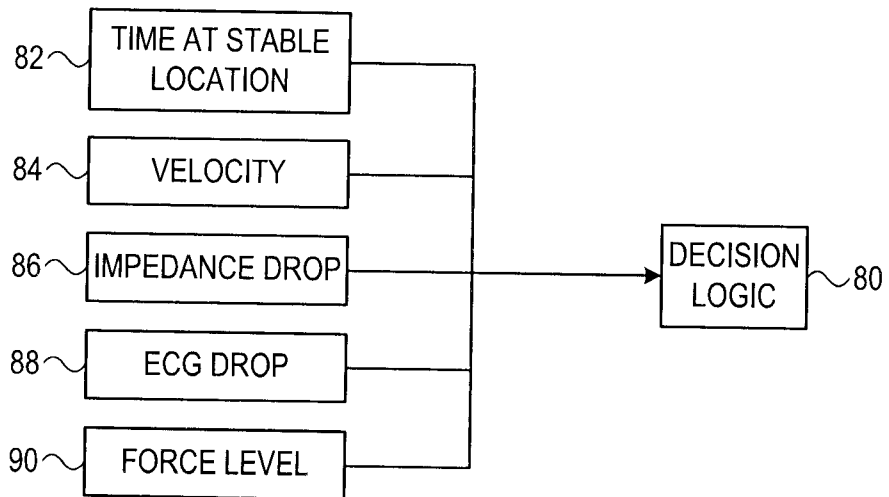 82
TIME AT STABLE
LOCATION
84
VELOCITY
86
IMPEDANCE DROP
DECISION
LOGIC
80
88
ECG DROP
90
FORCE LEVEL